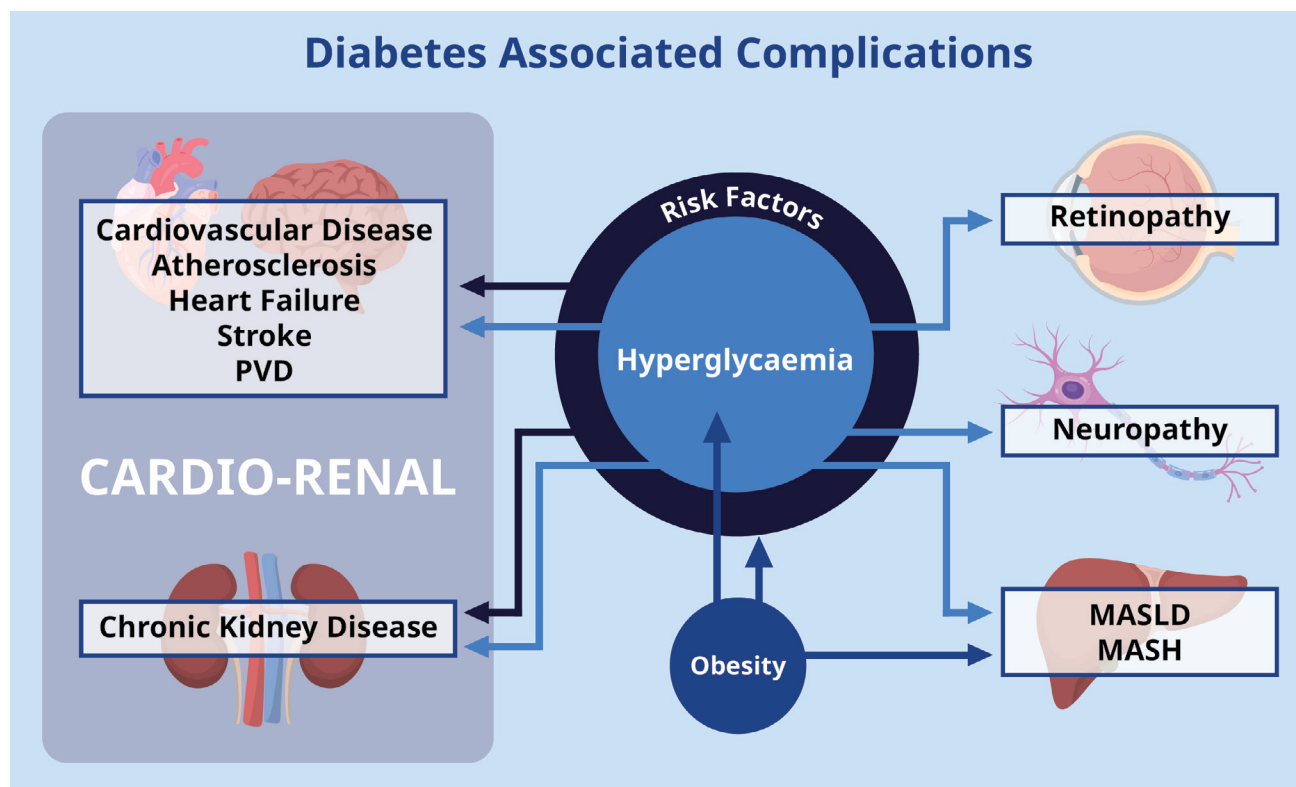 Diabetes Associated Complications
Cardiovascular Disease
Atherosclerosis
Heart Failure
Stroke
PVD
CARDIO-RENAL
Chronic Kidney Disease
Risk Factors
Hyperglycaemia
Obesity
Retinopathy
Neuropathy
MASLD
MASH